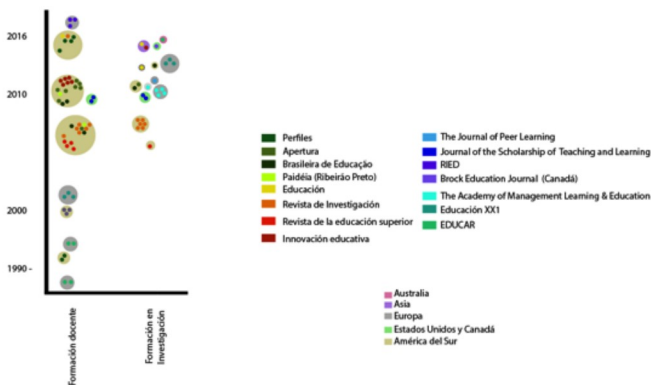 2016
2010
2000
1990 -
Formación docente
Formación en
Investigación
Perfiles
Apertura
Brasileira de Educação
Paidéia (Ribeirão Preto)
Educación
Revista de Investigación
Revista de la educación superior
Innovación educativa
The Journal of Peer Learning
Journal of the Scholarship of Teaching and Learning
RIED
Brock Education Journal (Canadá)
The Academy of Management Learning & Education
Educación XX1
EDUCAR
Australia
Asia
Europa
Estados Unidos y Canadá
América del Sur